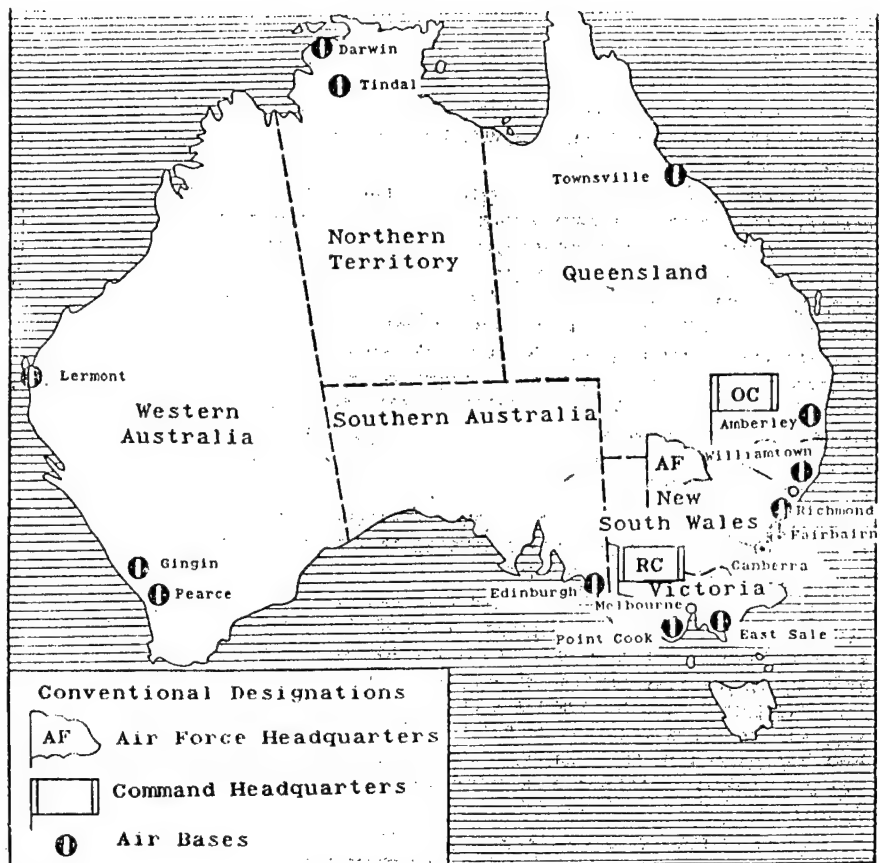 Darwin
Tindal
Townsville
Northern
Territory
Queensland
Lermont
Western
Australia
Southern Australia
OC
Amberley
Williamtown
AF
New
South Wales
Richmond
Fairbairn
Canberra
RC
Victoria
Gingin
Pearce
Edinburgh
Melbourne
Point Cook
East Sale
Conventional Designations
AF Air Force Headquarters
Command Headquarters
Air Bases